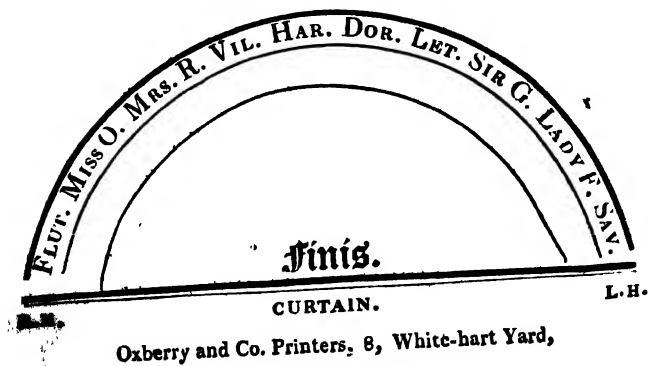 FLUT. MISS O. MRS. R. VIL. HAR. DOR. LET. SIR G. LADY F. SAV.
Finis.
L.H.
CURTAIN.
Oxberry and Co. Printers, 8, White-hart Yard,